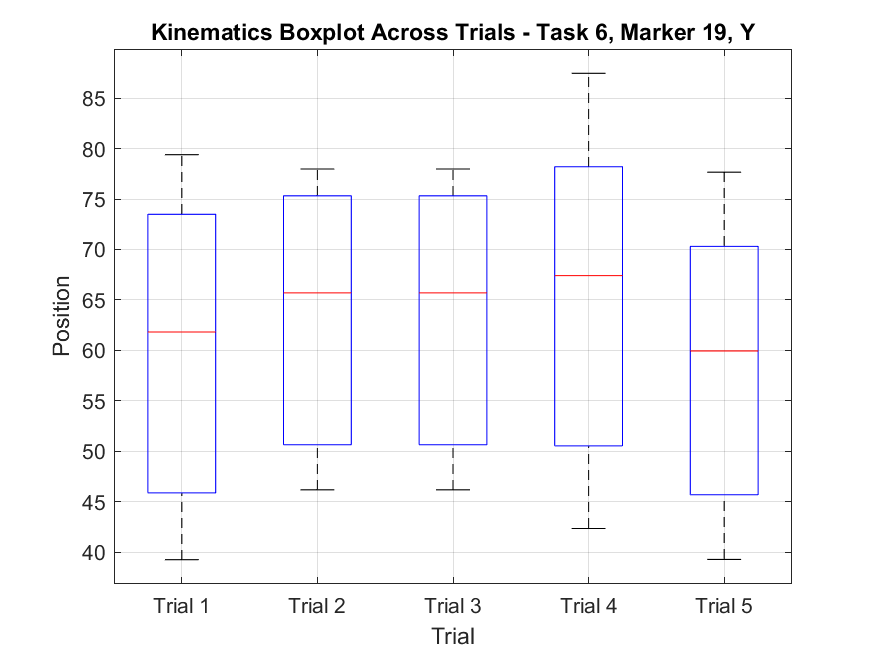 Kinematics Boxplot Across Trials - Task 6, Marker 19, Y
85
80
75
70
65
60
55
50
45
40
Position
Trial 1 Trial 2 Trial 3 Trial 4 Trial 5
Trial